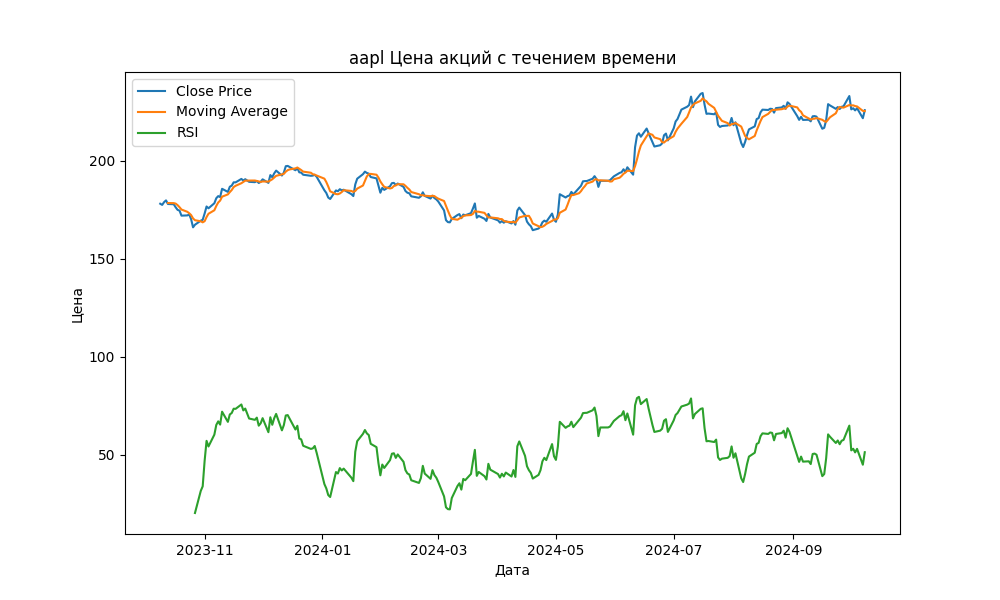 aapl Цена акций с течением времени
Close Price
Moving Average
RSI
200
150
100
50
Цена
2023-11
2024-01
2024-03
2024-05
2024-07
2024-09
Дата